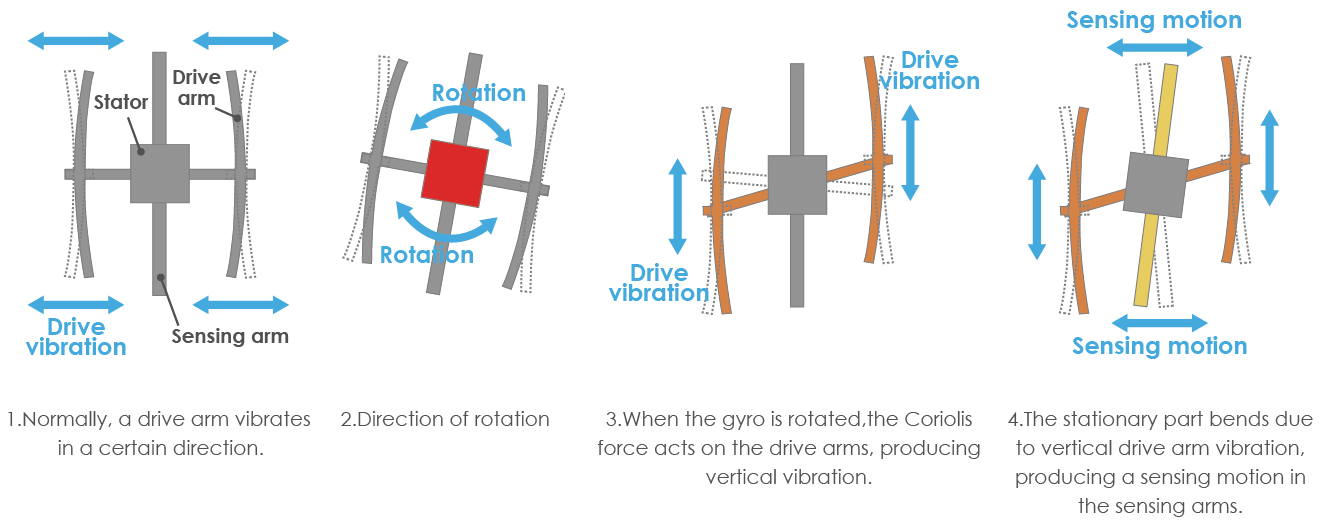 Drive
arm
Stator
Sensing arm
Drive
vibration
1.Normally, a drive arm vibrates
in a certain direction.
Rotation
Rotation
2.Direction of rotation
Drive
vibration
Drive
vibration
3.When the gyro is rotated,the Coriolis
force acts on the drive arms, producing
vertical vibration.
Sensing motion
Sensing motion
4.The stationary part bends due
to vertical drive arm vibration,
producing a sensing motion in
the sensing arms.